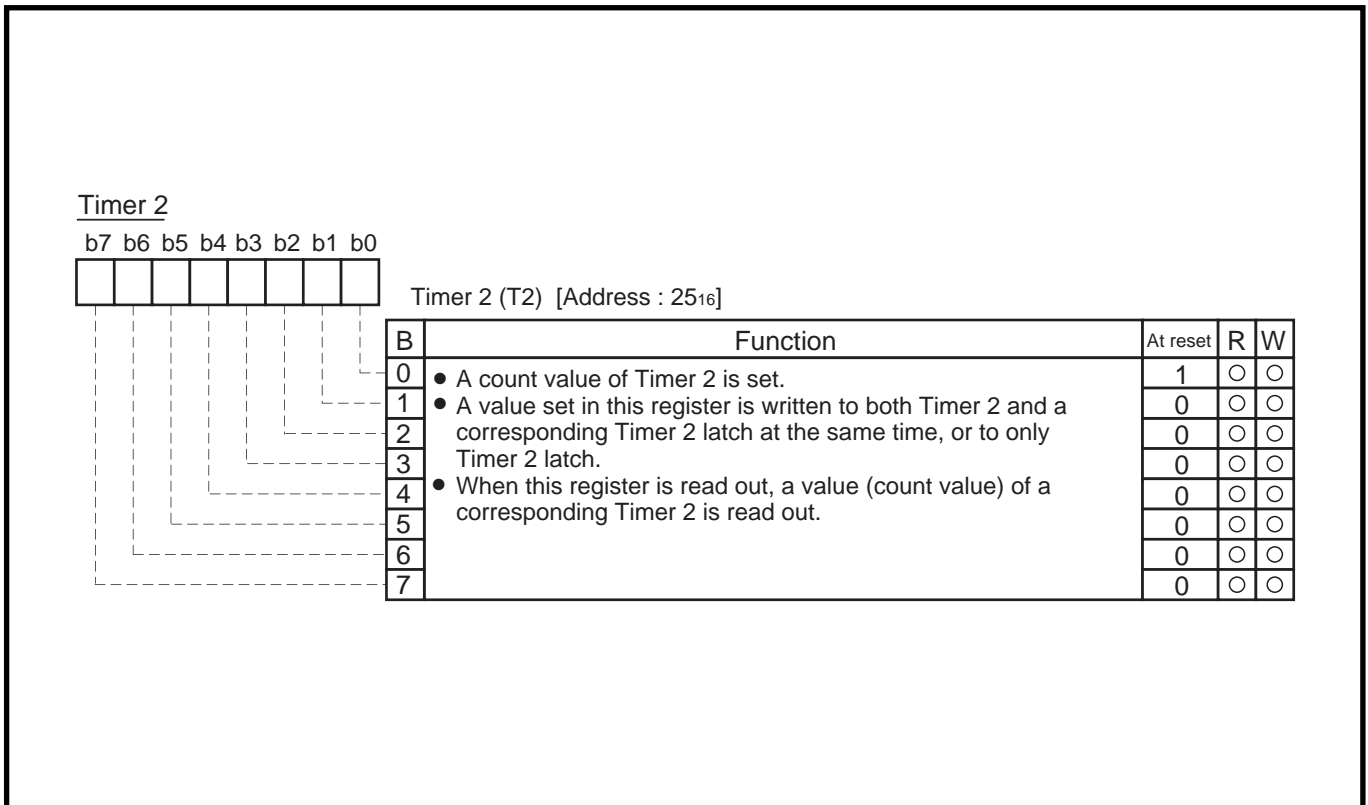 Timer 2
b7 b6 b5 b4 b3 b2 b1 b0
Timer 2 (T2) [Address : 25₁₆]
B Function At reset R W
0 ● A count value of Timer 2 is set. 1 ○ ○
1 ● A value set in this register is written to both Timer 2 and a 0 ○ ○
2 corresponding Timer 2 latch at the same time, or to only 0 ○ ○
3 Timer 2 latch. 0 ○ ○
4 ● When this register is read out, a value (count value) of a 0 ○ ○
5 corresponding Timer 2 is read out. 0 ○ ○
6 0 ○ ○
7 0 ○ ○